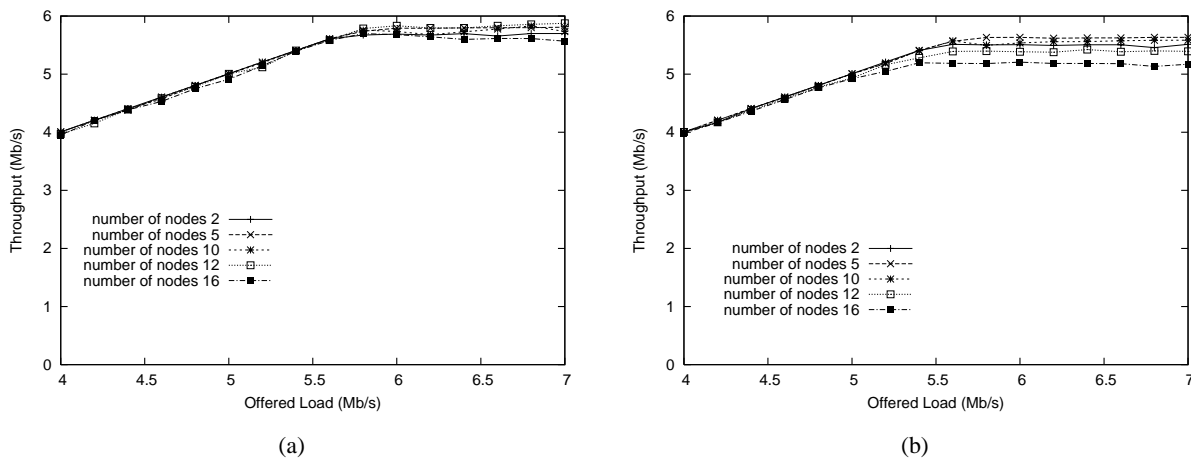 6
5
4
3
2
1
0
4
4.5
5
5.5
6
6.5
7
Throughput (Mb/s)
Offered Load (Mb/s)
number of nodes 2
number of nodes 5
number of nodes 10
number of nodes 12
number of nodes 16
(a)
6
5
4
3
2
1
0
4
4.5
5
5.5
6
6.5
7
Throughput (Mb/s)
Offered Load (Mb/s)
number of nodes 2
number of nodes 5
number of nodes 10
number of nodes 12
number of nodes 16
(b)